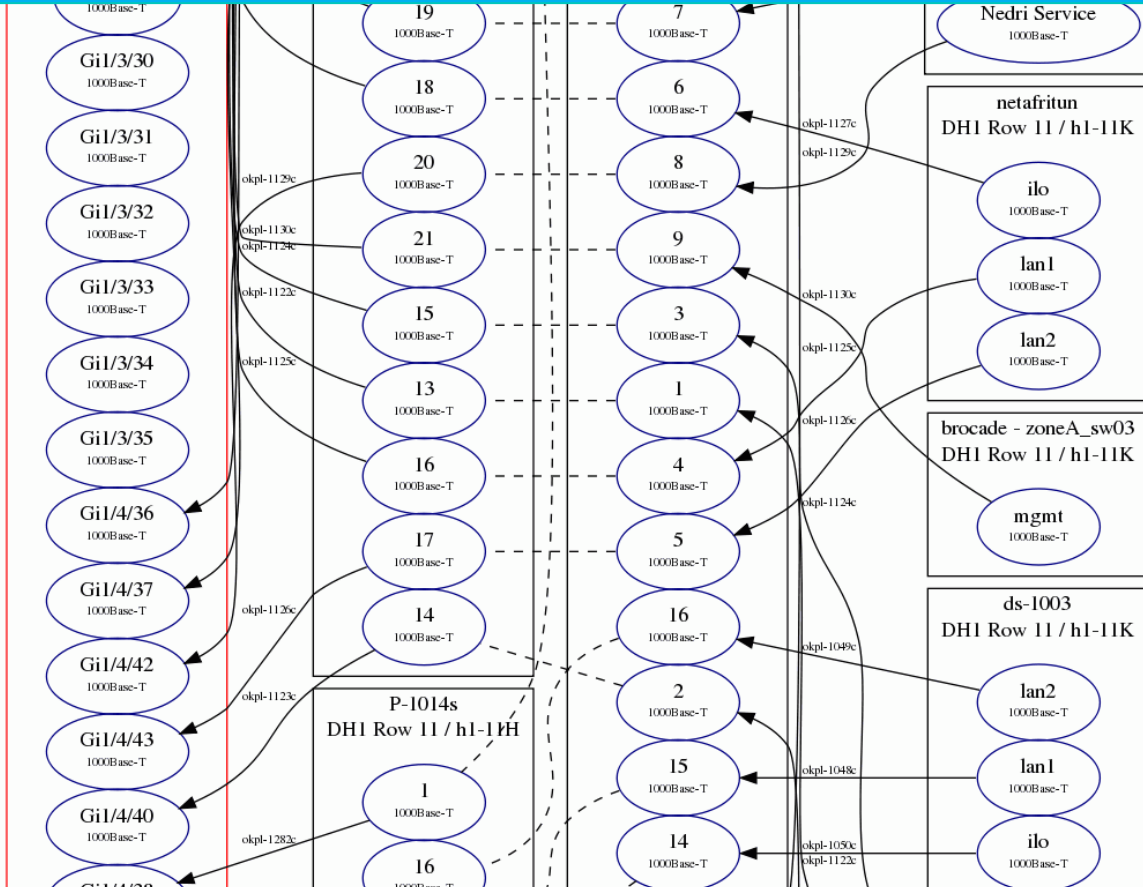 1000Base-T
Gi1/3/30
1000Base-T
Gi1/3/31
1000Base-T
Gi1/3/32
1000Base-T
Gi1/3/33
1000Base-T
Gi1/3/34
1000Base-T
Gi1/3/35
1000Base-T
Gi1/4/36
1000Base-T
Gi1/4/37
1000Base-T
Gi1/4/42
1000Base-T
Gi1/4/43
1000Base-T
Gi1/4/40
1000Base-T
okpl-1129c
okpl-1130c
okpl-1124c
okpl-1122c
okpl-1125c
okpl-1126c
okpl-1123c
okpl-1282c
19
1000Base-T
18
1000Base-T
20
1000Base-T
21
1000Base-T
15
1000Base-T
13
1000Base-T
16
1000Base-T
17
1000Base-T
14
1000Base-T
P-1014s
DH1 Row 11 / h1-11H
1
1000Base-T
16
1000Base-T
7
1000Base-T
6
1000Base-T
8
1000Base-T
9
1000Base-T
3
1000Base-T
1
1000Base-T
4
1000Base-T
5
1000Base-T
16
1000Base-T
2
1000Base-T
15
1000Base-T
14
1000Base-T
okpl-1127c
okpl-1129c
okpl-1130c
okpl-1125c
okpl-1126c
okpl-1124c
okpl-1049c
okpl-1048c
okpl-1050c
okpl-1122c
Nedri Service
1000Base-T
netafritun
DH1 Row 11 / h1-11K
ilo
1000Base-T
lan1
1000Base-T
lan2
1000Base-T
brocade - zoneA_sw03
DH1 Row 11 / h1-11K
mgmt
1000Base-T
ds-1003
DH1 Row 11 / h1-11K
lan2
1000Base-T
lan1
1000Base-T
ilo
1000Base-T